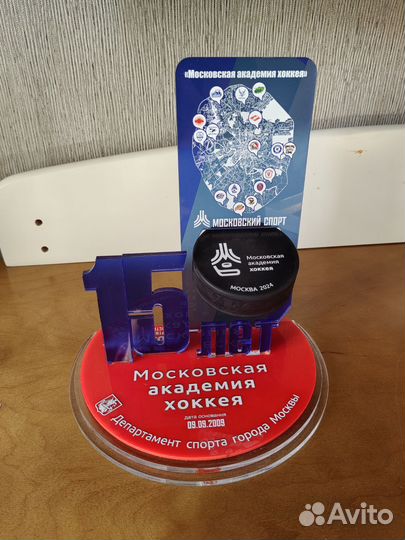 «Московская академия хоккея»
МОСКОВСКИЙ СПОРТ
Московская
академия
хоккея
МОСКВА 2024
15
лет
Московская
академия
хоккея
дата основания
09.09.2009
Департамент спорта города Москвы
Avito